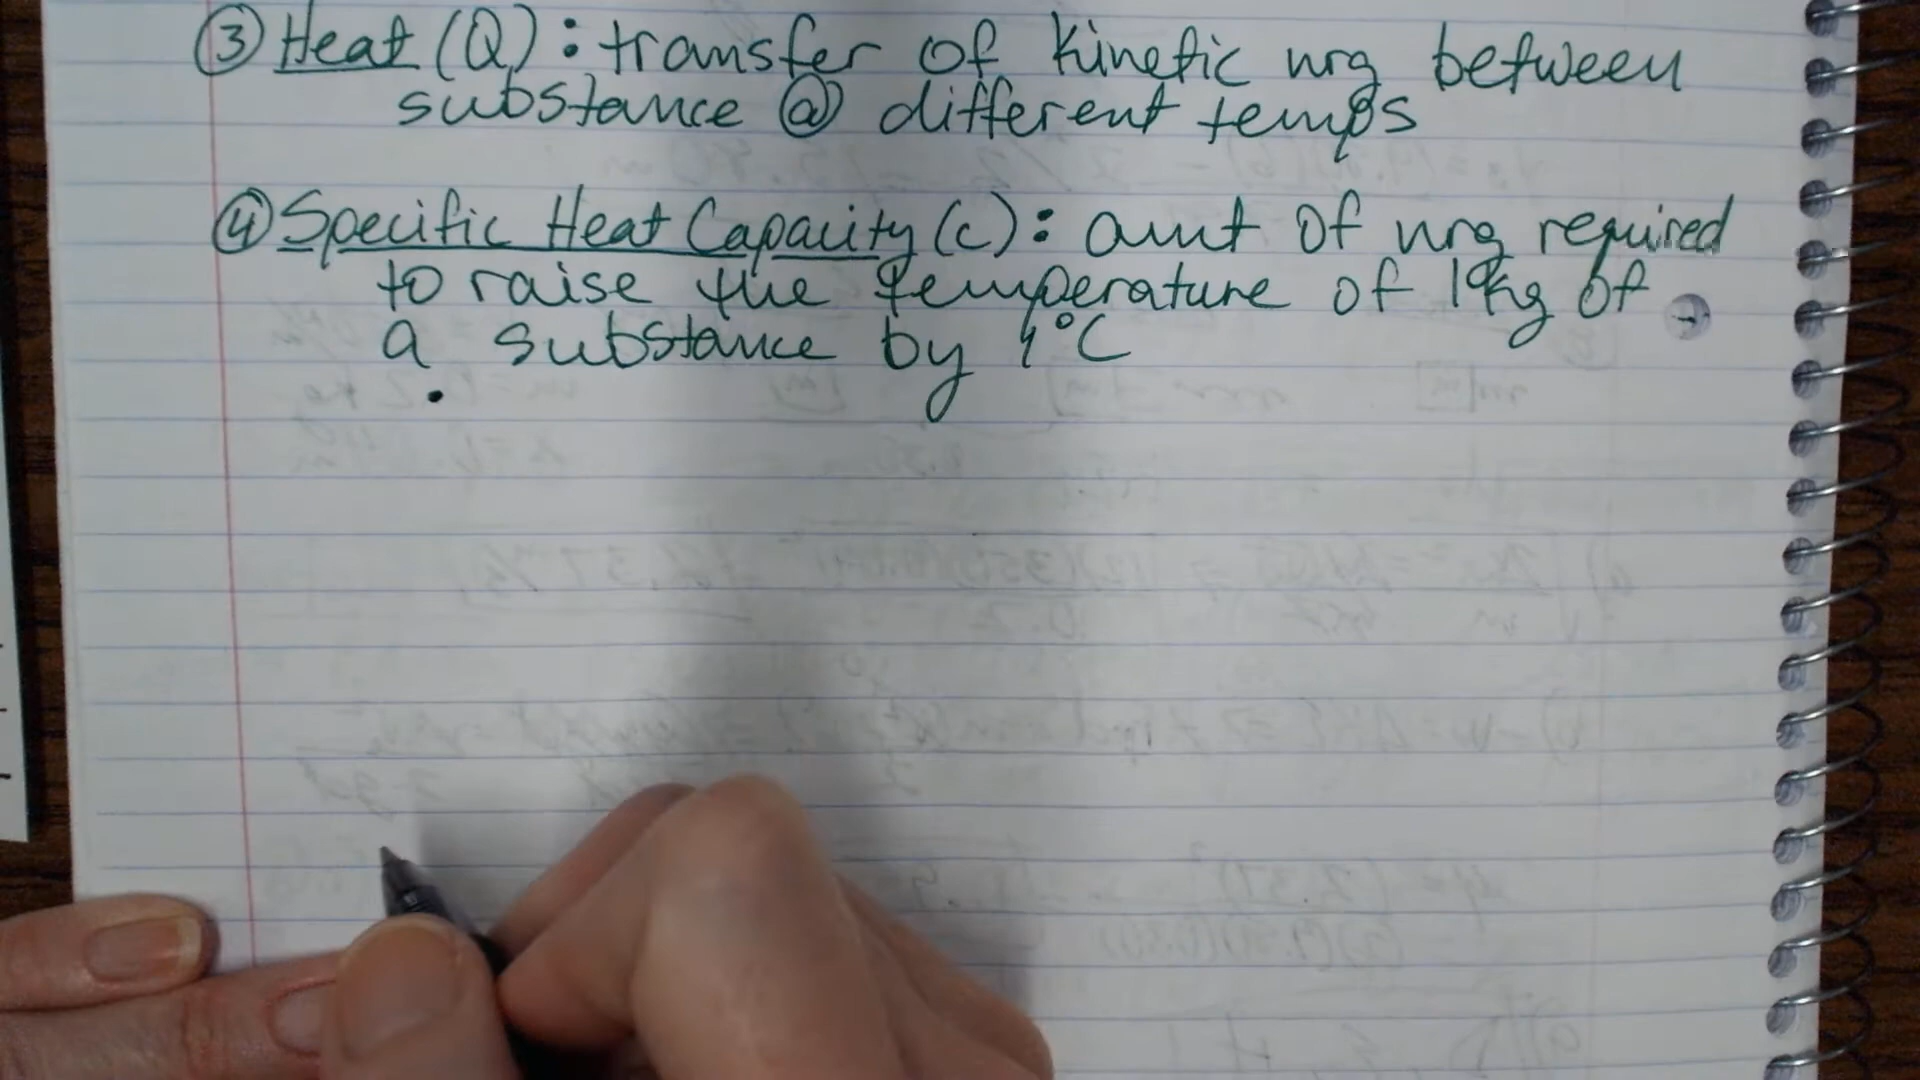 ③ Heat (Q): transfer of kinetic nrg between
substance @ different temps
④ Specific Heat Capacity (c): amt of nrg required
to raise the temperature of 1kg of
a substance by 1°C